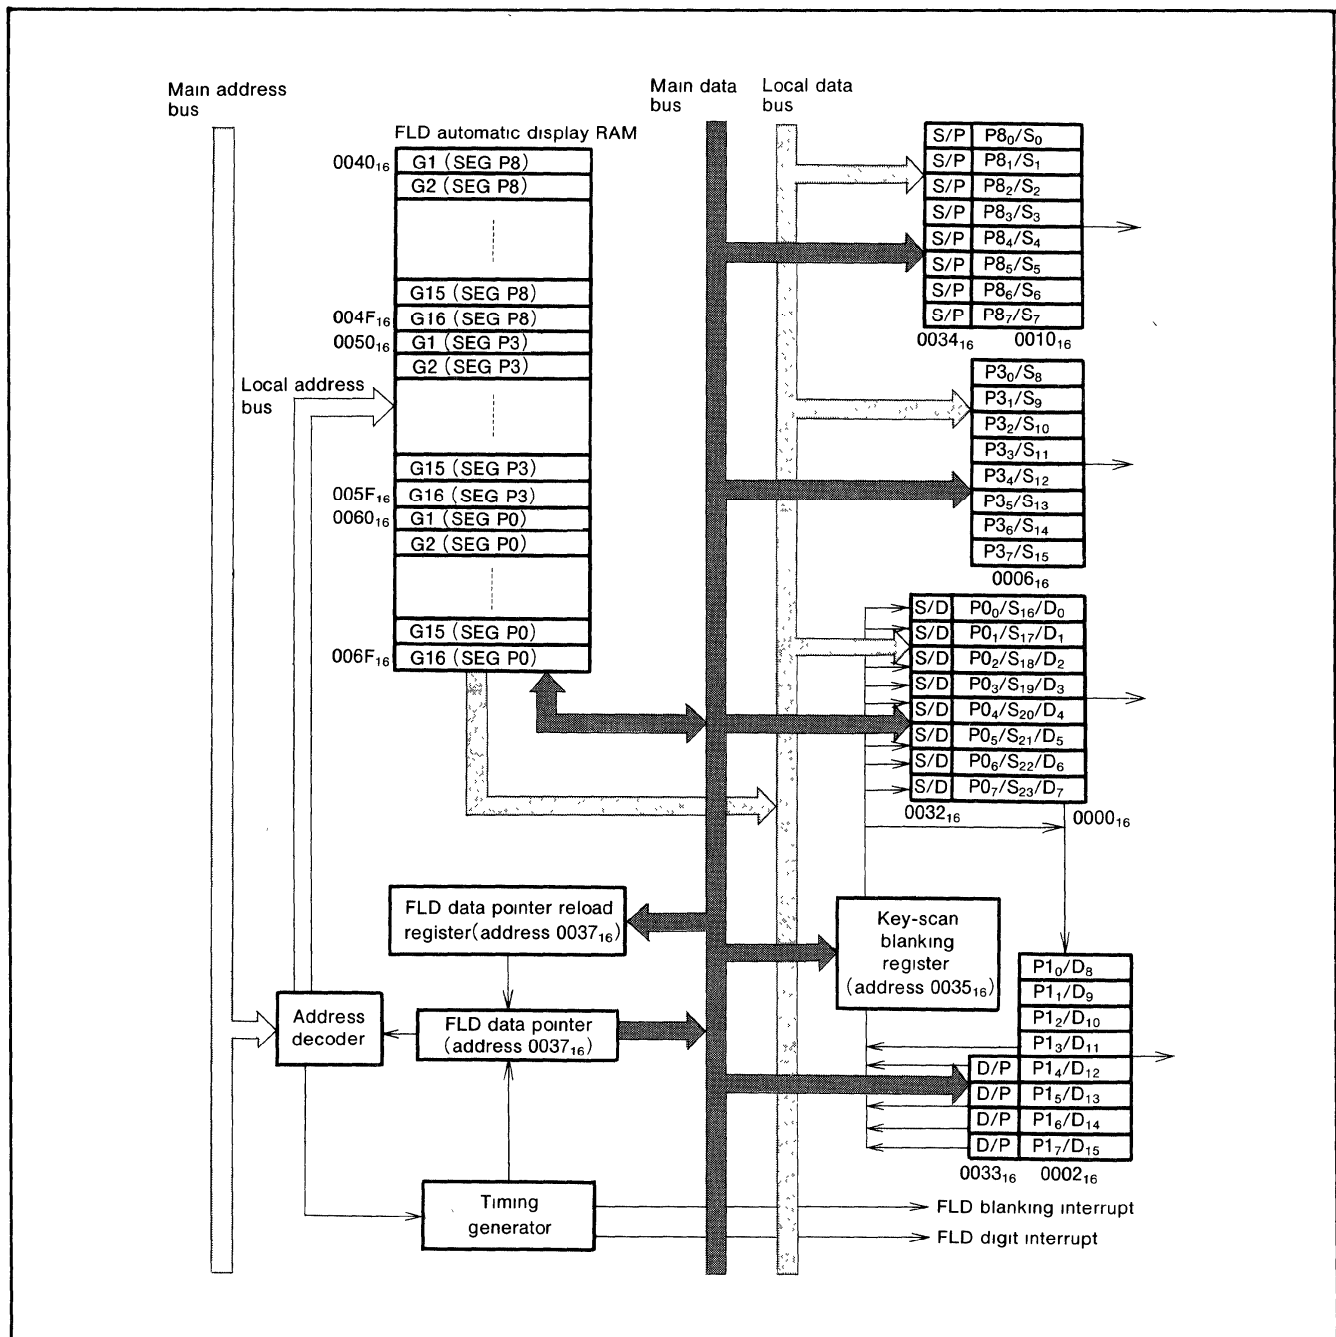 Main address
bus
Main data
bus
Local data
bus
FLD automatic display RAM
0040₁₆
G1 (SEG P8)
G2 (SEG P8)
G15 (SEG P8)
004F₁₆
G16 (SEG P8)
0050₁₆
G1 (SEG P3)
G2 (SEG P3)
Local address
bus
G15 (SEG P3)
005F₁₆
G16 (SEG P3)
0060₁₆
G1 (SEG P0)
G2 (SEG P0)
G15 (SEG P0)
006F₁₆
G16 (SEG P0)
S/P P8₀/S₀
S/P P8₁/S₁
S/P P8₂/S₂
S/P P8₃/S₃
S/P P8₄/S₄
S/P P8₅/S₅
S/P P8₆/S₆
S/P P8₇/S₇
0034₁₆ 0010₁₆
P3₀/S₈
P3₁/S₉
P3₂/S₁₀
P3₃/S₁₁
P3₄/S₁₂
P3₅/S₁₃
P3₆/S₁₄
P3₇/S₁₅
0006₁₆
S/D P0₀/S₁₆/D₀
S/D P0₁/S₁₇/D₁
S/D P0₂/S₁₈/D₂
S/D P0₃/S₁₉/D₃
S/D P0₄/S₂₀/D₄
S/D P0₅/S₂₁/D₅
S/D P0₆/S₂₂/D₆
S/D P0₇/S₂₃/D₇
0032₁₆ 0000₁₆
FLD data pointer reload
register(address 0037₁₆)
Key-scan
blanking
register
(address 0035₁₆)
Address
decoder
FLD data pointer
(address 0037₁₆)
P1₀/D₈
P1₁/D₉
P1₂/D₁₀
P1₃/D₁₁
D/P P1₄/D₁₂
D/P P1₅/D₁₃
D/P P1₆/D₁₄
D/P P1₇/D₁₅
0033₁₆ 0002₁₆
Timing
generator
FLD blanking interrupt
FLD digit interrupt